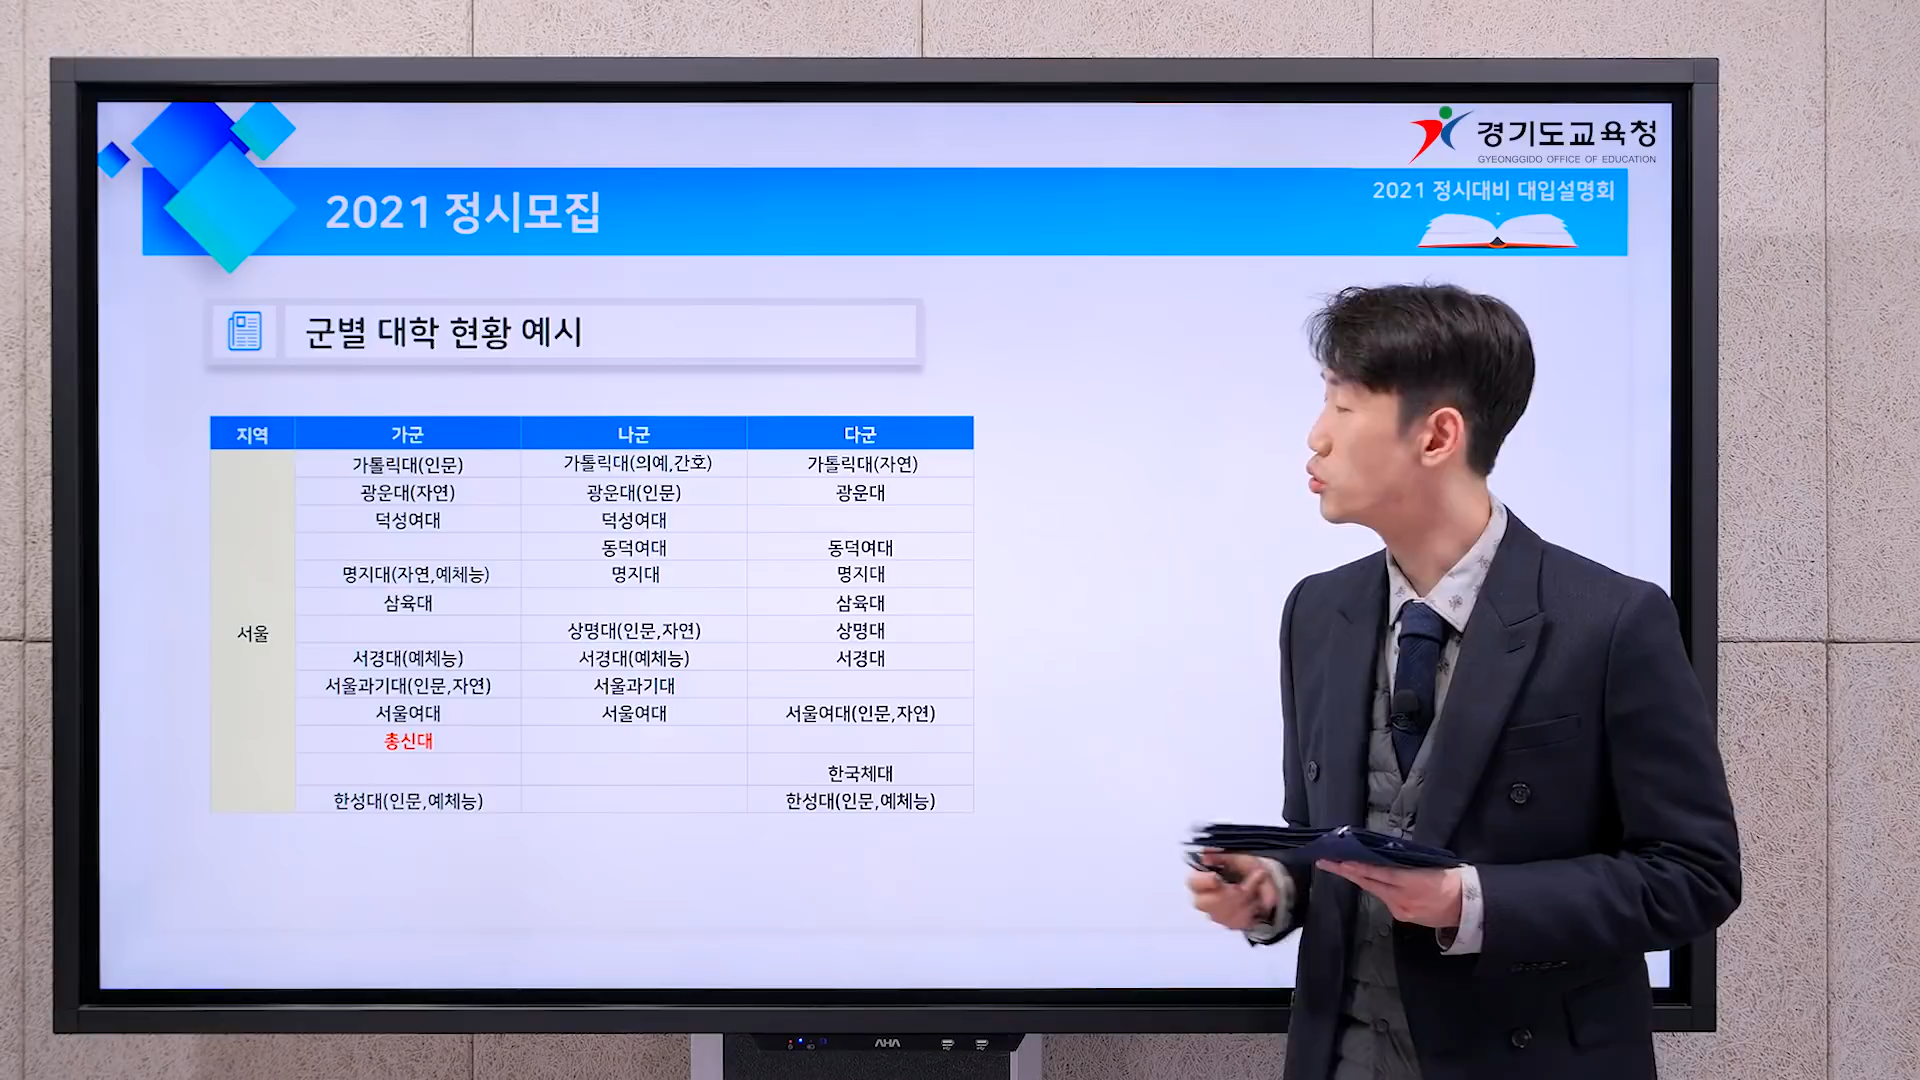 경기도교육청
GYEONGGIDO OFFICE OF EDUCATION
2021 정시대비 대입설명회
2021 정시모집
군별 대학 현황 예시
지역 가군 나군 다군
서울
가톨릭대(인문) 가톨릭대(의예,간호) 가톨릭대(자연)
광운대(자연) 광운대(인문) 광운대
덕성여대 덕성여대
동덕여대 동덕여대
명지대(자연,예체능) 명지대 명지대
삼육대 삼육대
상명대(인문,자연) 상명대
서경대(예체능) 서경대(예체능) 서경대
서울과기대(인문,자연) 서울과기대
서울여대 서울여대 서울여대(인문,자연)
총신대
한국체대
한성대(인문,예체능) 한성대(인문,예체능)
AHA